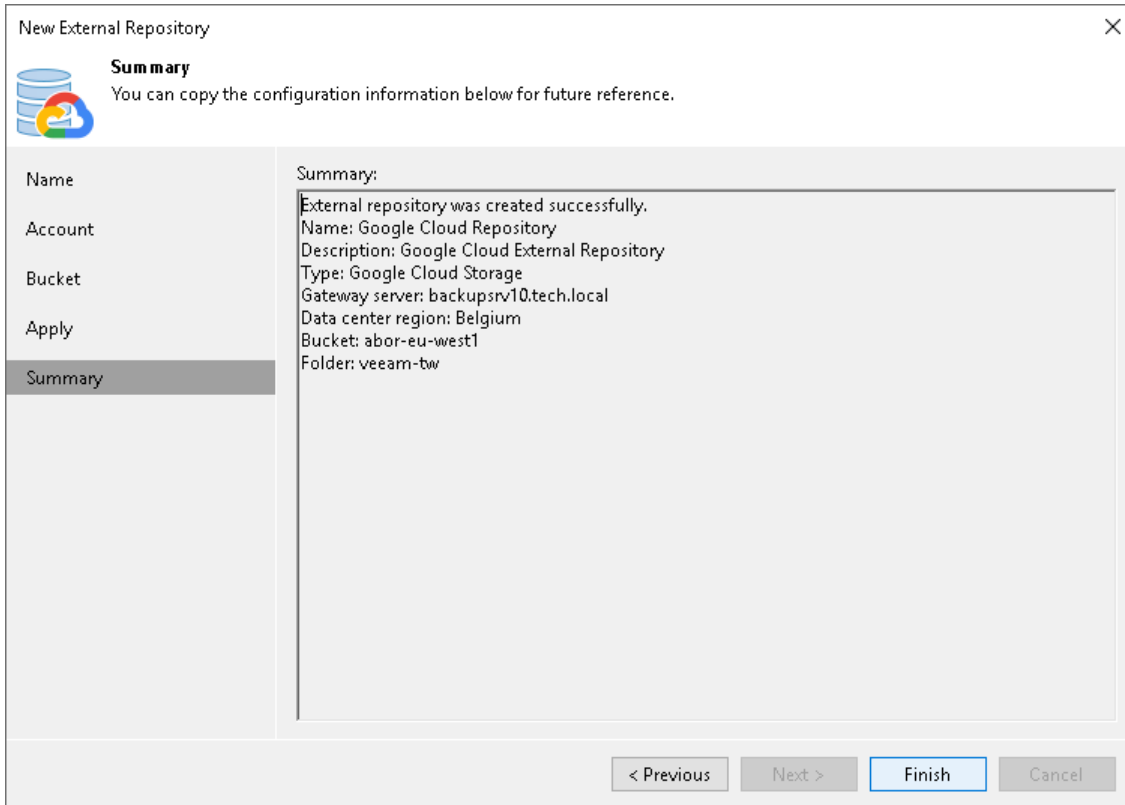 New External Repository
Summary
You can copy the configuration information below for future reference.
Name
Account
Bucket
Apply
Summary
Summary:
External repository was created successfully.
Name: Google Cloud Repository
Description: Google Cloud External Repository
Type: Google Cloud Storage
Gateway server: backupsrv10.tech.local
Data center region: Belgium
Bucket: abor-eu-west1
Folder: veeam-tw
< Previous
Next >
Finish
Cancel